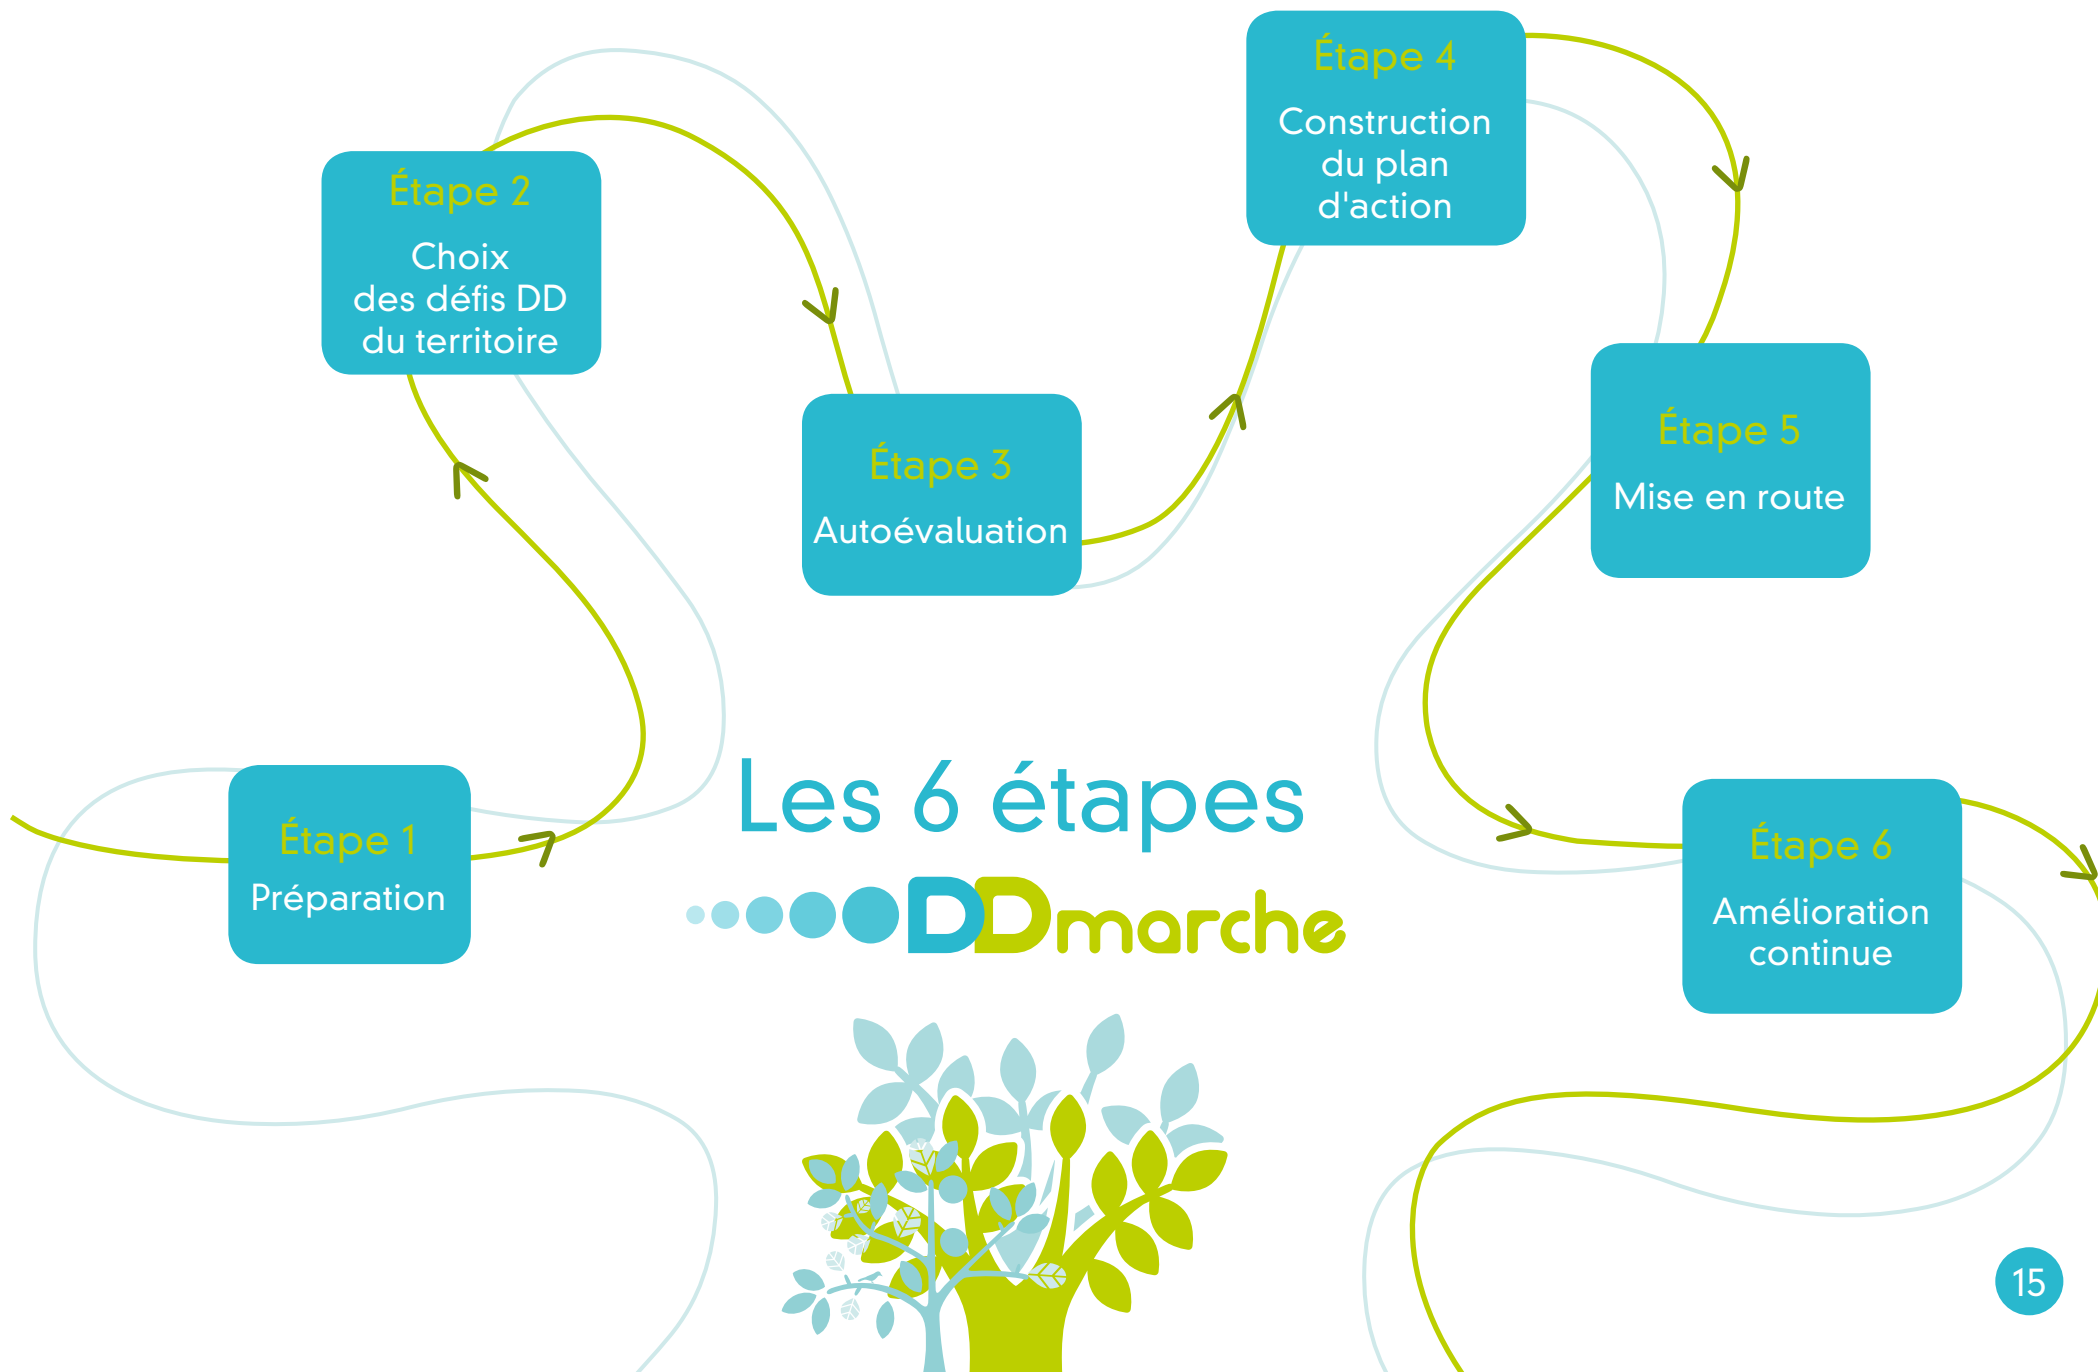 Étape 1
Préparation
Étape 2
Choix
des défis DD
du territoire
Étape 3
Autoévaluation
Étape 4
Construction
du plan
d'action
Étape 5
Mise en route
Étape 6
Amélioration
continue
Les 6 étapes
DDmarche
15